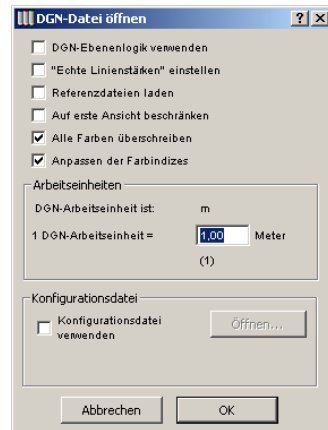 DGN-Datei öffnen
DGN-Ebenenlogik verwenden
"Echte Linienstärken" einstellen
Referenzdateien laden
Auf erste Ansicht beschränken
Alle Farben überschreiben
Anpassen der Farbindizes
Arbeitseinheiten
DGN-Arbeitseinheit ist: m
1 DGN-Arbeitseinheit = 1,00 Meter
(1)
Konfigurationsdatei
Konfigurationsdatei verwenden
Öffnen...
Abbrechen OK